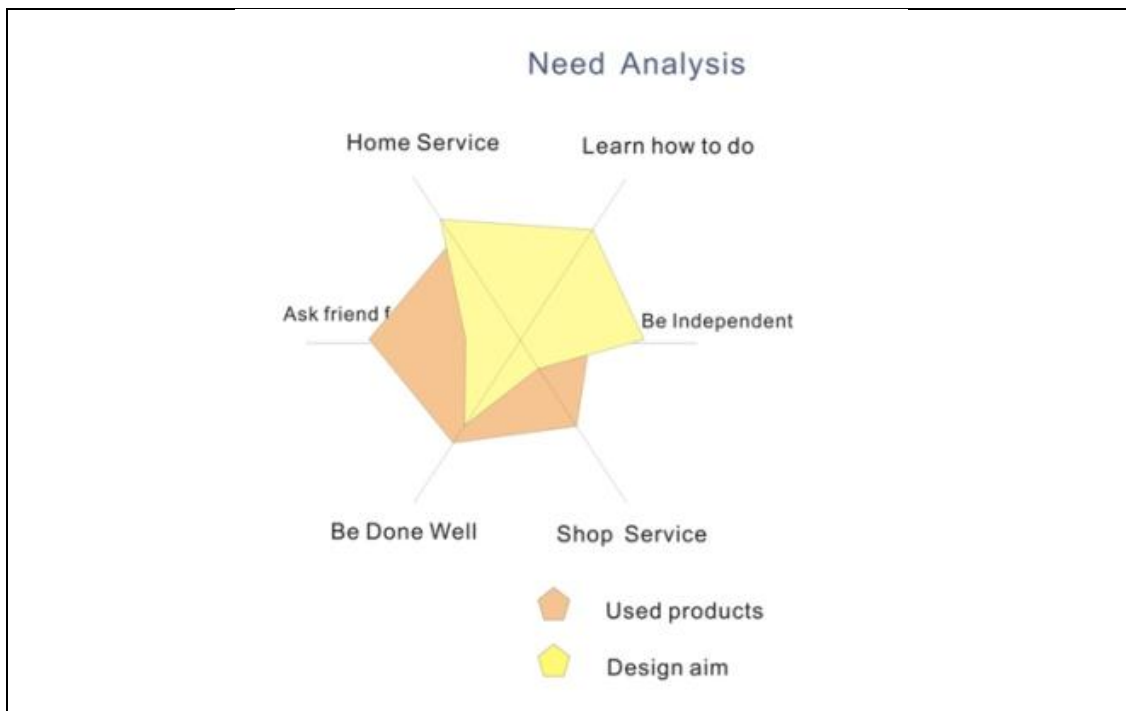 Need Analysis
Home Service
Learn how to do
Ask friend
Be Independent
Be Done Well
Shop Service
Used products
Design aim